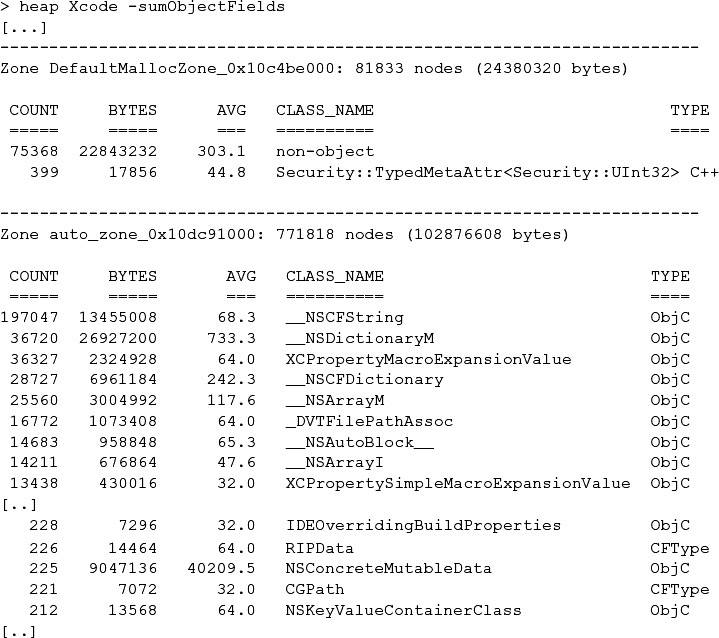 > heap Xcode -sumObjectFields
[...]
-----------------------------------------------------------------------
Zone DefaultMallocZone_0x10c4be000: 81833 nodes (24380320 bytes)
COUNT BYTES AVG CLASS_NAME TYPE
===== ===== === ========== ====
75368 22843232 303.1 non-object
399 17856 44.8 Security::TypedMetaAttr<Security::UInt32> C++
-----------------------------------------------------------------------
Zone auto_zone_0x10dc91000: 771818 nodes (102876608 bytes)
COUNT BYTES AVG CLASS_NAME TYPE
===== ===== === ========== ====
197047 13455008 68.3 __NSCFString ObjC
36720 26927200 733.3 __NSDictionaryM ObjC
36327 2324928 64.0 XCPropertyMacroExpansionValue ObjC
28727 6961184 242.3 __NSCFDictionary ObjC
25560 3004992 117.6 __NSArrayM ObjC
16772 1073408 64.0 _DVTFilePathAssoc ObjC
14683 958848 65.3 __NSAutoBlock__ ObjC
14211 676864 47.6 __NSArrayI ObjC
13438 430016 32.0 XCPropertySimpleMacroExpansionValue ObjC
[..]
228 7296 32.0 IDEOverridingBuildProperties ObjC
226 14464 64.0 RIPData CFType
225 9047136 40209.5 NSConcreteMutableData ObjC
221 7072 32.0 CGPath CFType
212 13568 64.0 NSKeyValueContainerClass ObjC
[..]